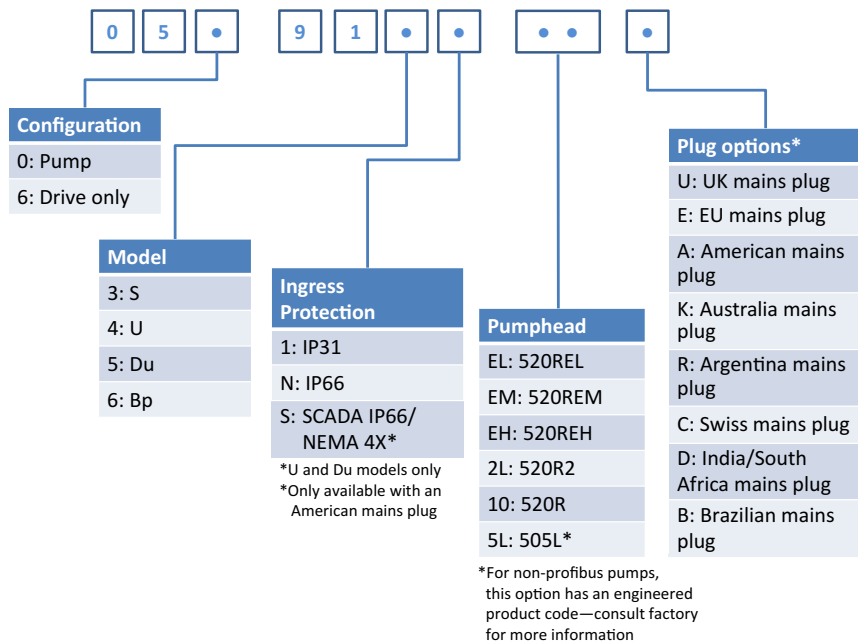 0 5 • 9 1 • • • • •
Configuration
0: Pump
6: Drive only
Model
3: S
4: U
5: Du
6: Bp
Ingress
Protection
1: IP31
N: IP66
S: SCADA IP66/
NEMA 4X*
*U and Du models only
*Only available with an
American mains plug
Pumphead
EL: 520REL
EM: 520REM
EH: 520REH
2L: 520R2
10: 520R
5L: 505L*
*For non-profibus pumps,
this option has an engineered
product code—consult factory
for more information
Plug options*
U: UK mains plug
E: EU mains plug
A: American mains
plug
K: Australia mains
plug
R: Argentina mains
plug
C: Swiss mains plug
D: India/South
Africa mains plug
B: Brazilian mains
plug